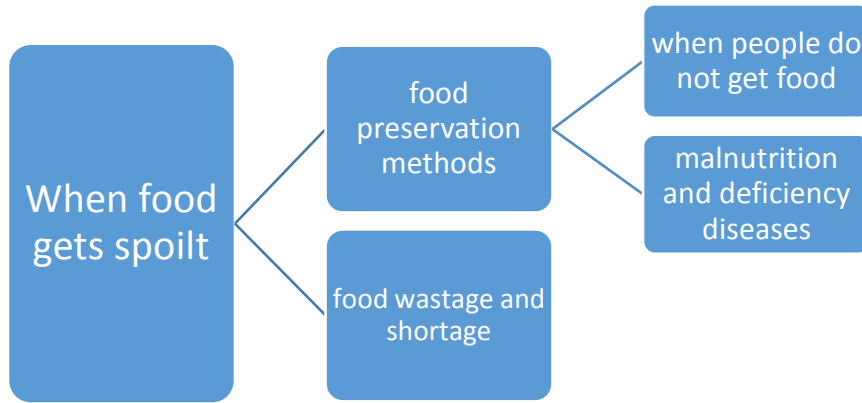 When food
gets spoilt
food
preservation
methods
food wastage and
shortage
when people do
not get food
malnutrition
and deficiency
diseases